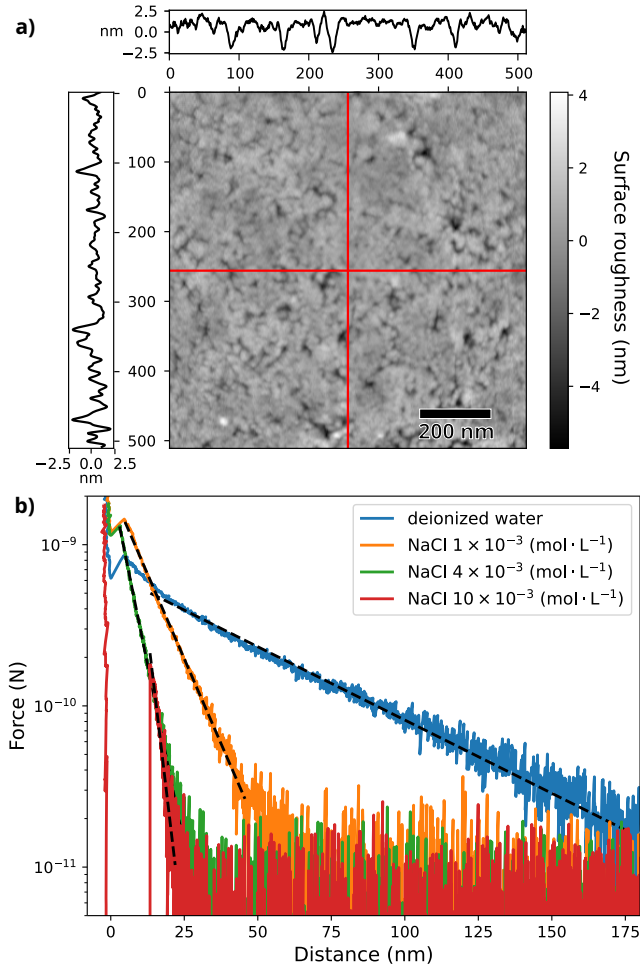 a)
2.5
nm
0.0
−2.5
0 100 200 300 400 500
0
100
200
300
400
500
−2.5 0.0 2.5
nm
200 nm
4
2
0
−2
−4
Surface roughness (nm)
b)
deionized water
NaCl 1 × 10⁻³ (mol· L⁻¹)
NaCl 4 × 10⁻³ (mol· L⁻¹)
NaCl 10 × 10⁻³ (mol· L⁻¹)
10⁻⁹
10⁻¹⁰
10⁻¹¹
Force (N)
0 25 50 75 100 125 150 175
Distance (nm)